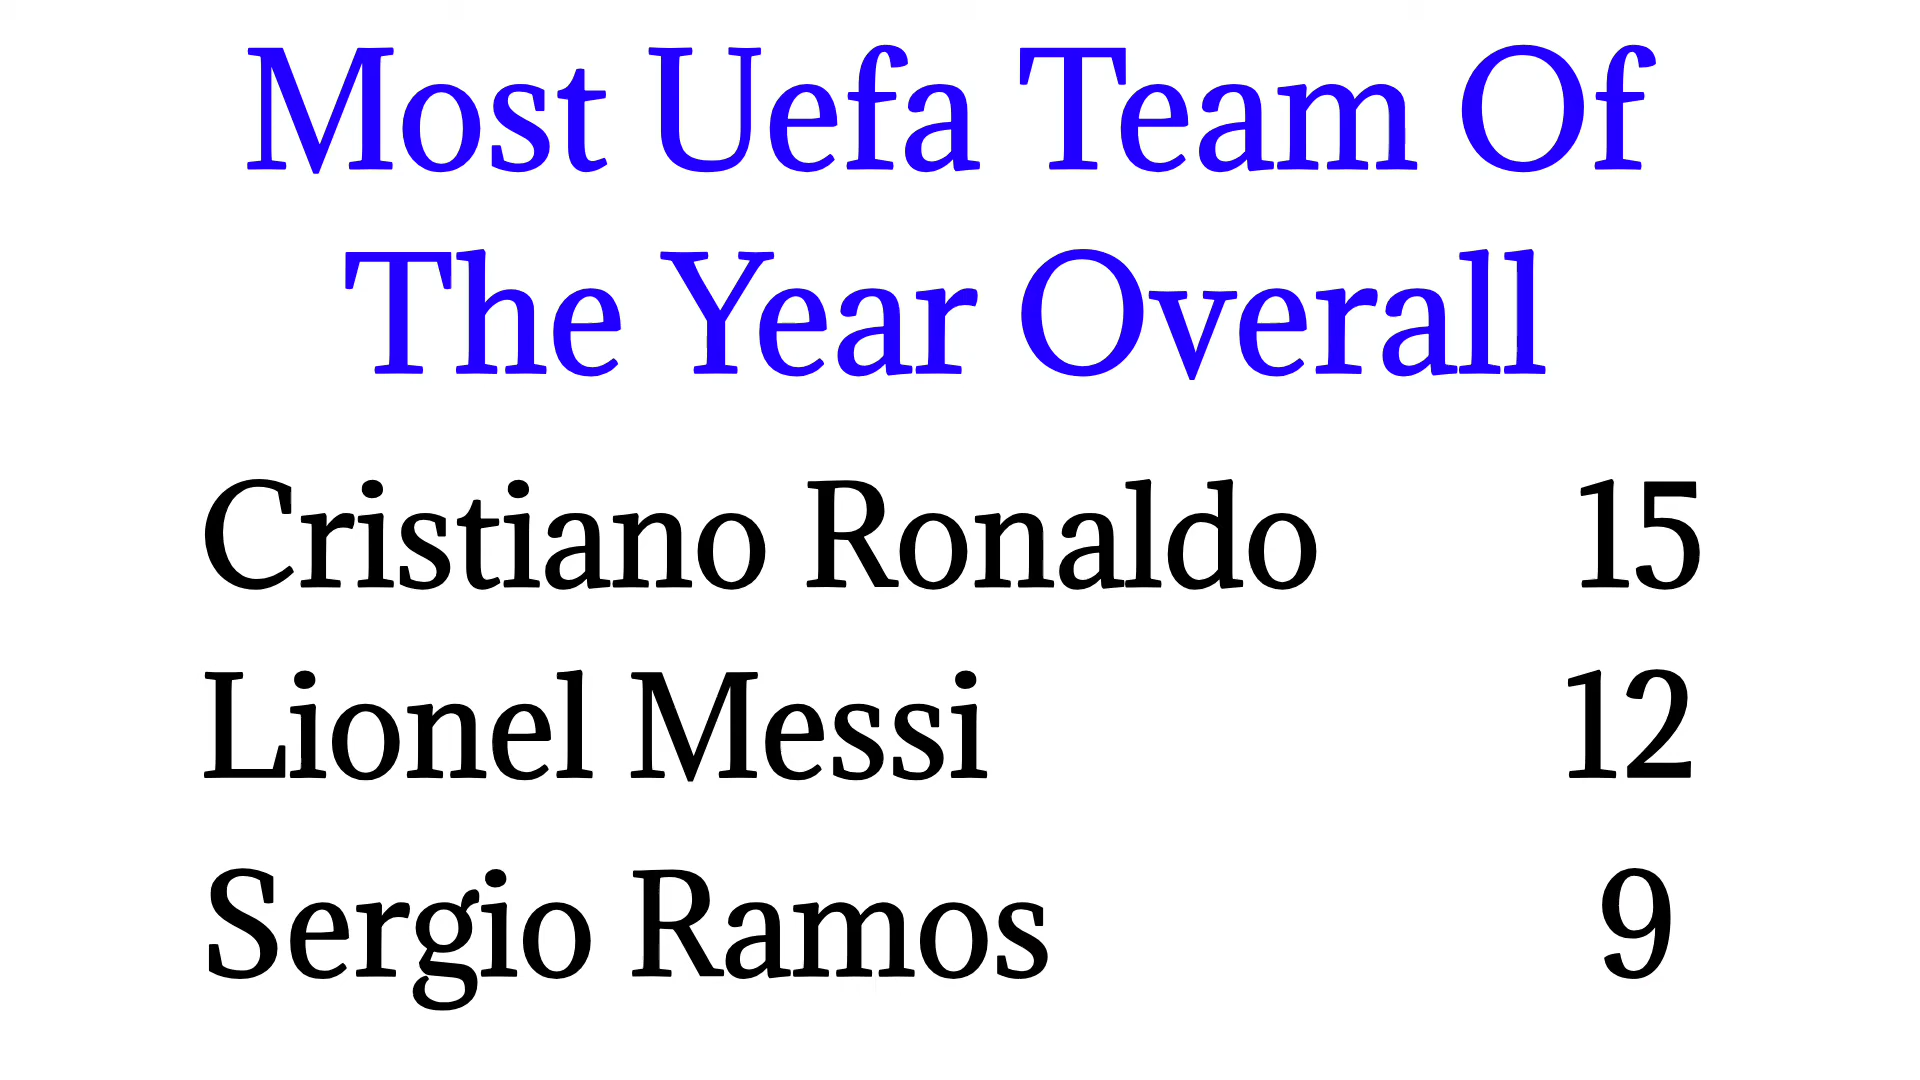 Most Uefa Team Of
The Year Overall
Cristiano Ronaldo 15
Lionel Messi 12
Sergio Ramos 9